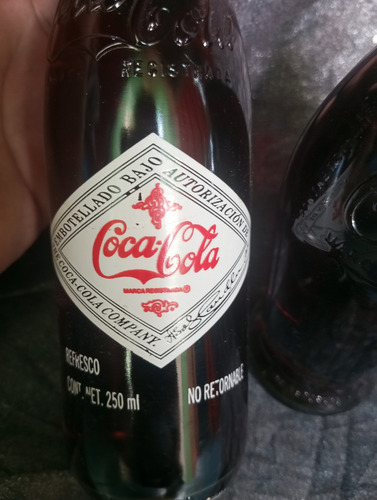 REGISTRADA
EMBOTELLADO BAJO
AUTORIZACIÓN DE
Coca-Cola
MARCA REGISTRADA ®
COCA-COLA COMPANY.
REFRESCO
CONT. NET. 250 ml
NO RETORNABLE